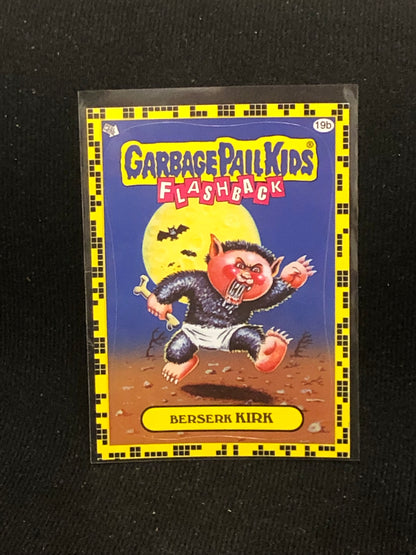 19b
GARBAGE PAIL KIDS®
FLASHBACK
BERSERK KIRK